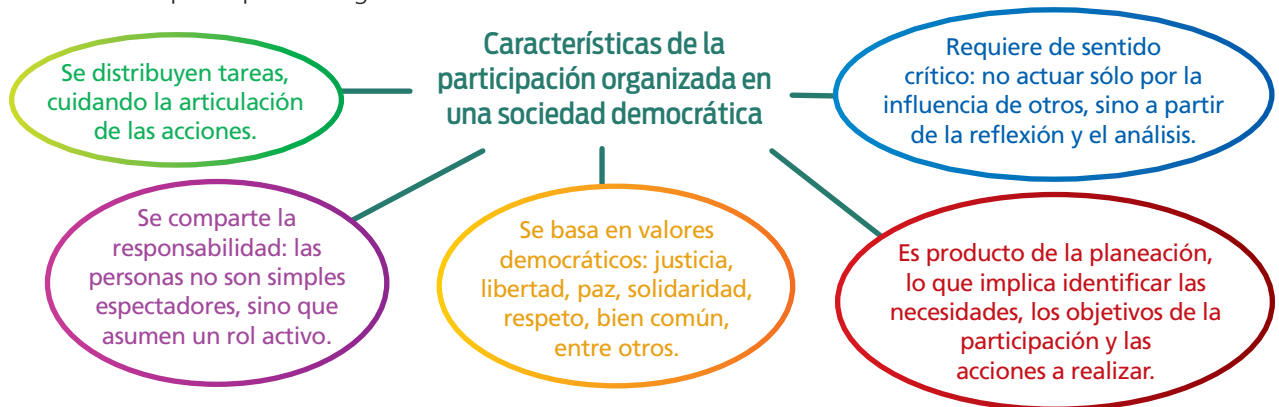 Características de la
participación organizada en
una sociedad democrática
Se distribuyen tareas,
cuidando la articulación
de las acciones.
Requiere de sentido
crítico: no actuar sólo por la
influencia de otros, sino a partir
de la reflexión y el análisis.
Se comparte la
responsabilidad: las
personas no son simples
espectadores, sino que
asumen un rol activo.
Se basa en valores
democráticos: justicia,
libertad, paz, solidaridad,
respeto, bien común,
entre otros.
Es producto de la planeación,
lo que implica identificar las
necesidades, los objetivos de la
participación y las
acciones a realizar.